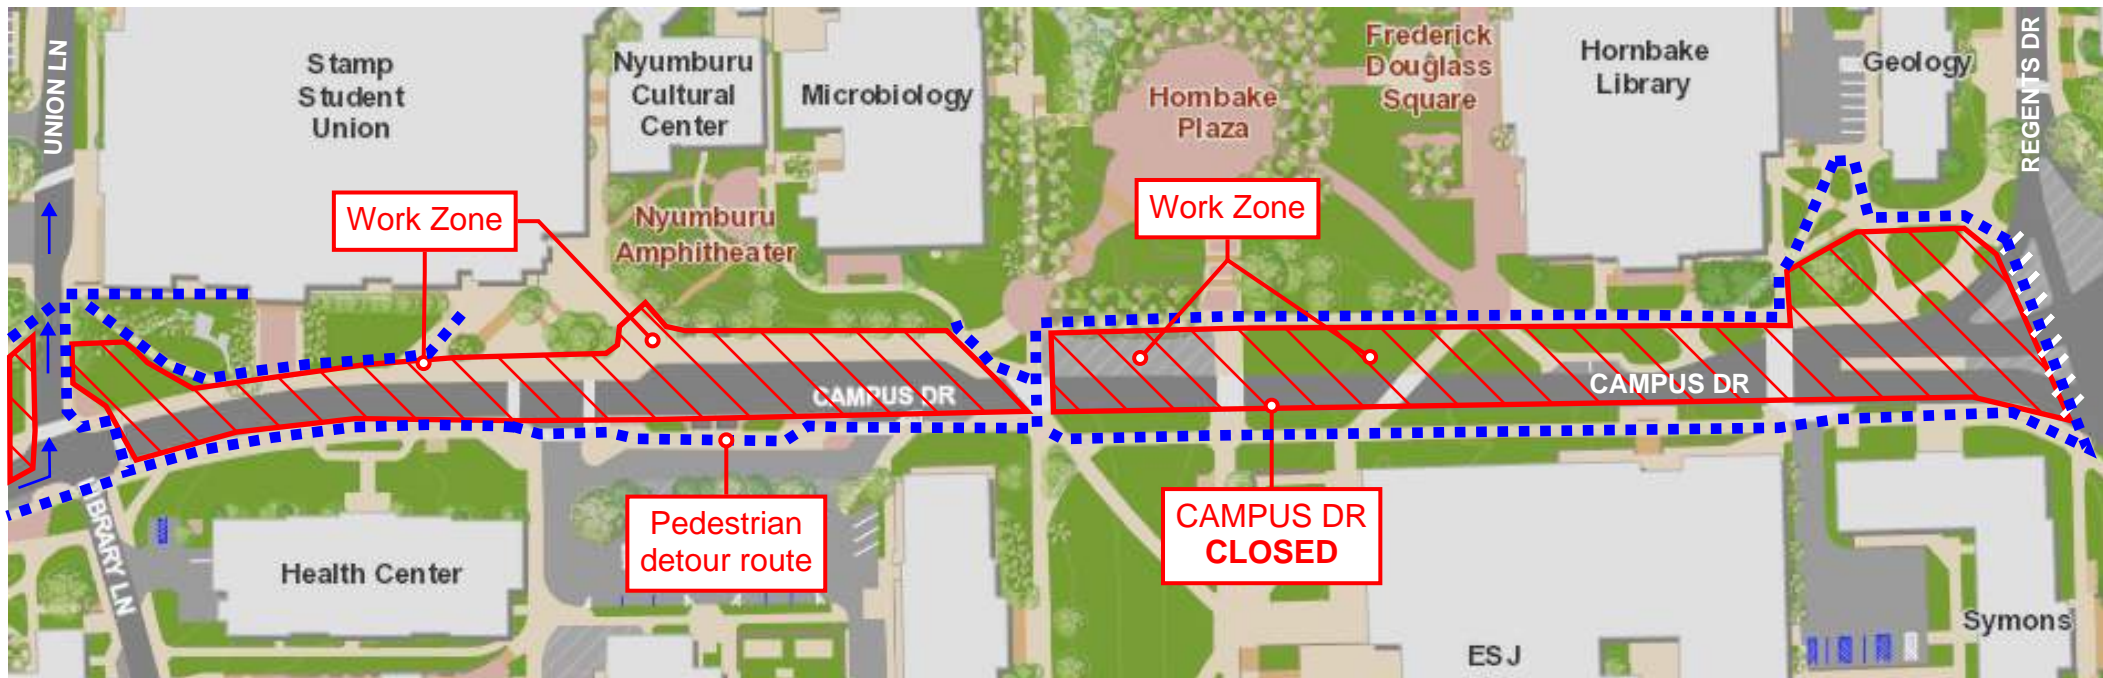 UNION LN
Stamp
Student
Union
Nyumburu
Cultural
Center
Microbiology
Hornbake
Plaza
Frederick
Douglass
Square
Hornbake
Library
Geology
REGENTS DR
Work Zone
Nyumburu
Amphitheater
Work Zone
CAMPUS DR
CAMPUS DR
BRARY LN
Health Center
Pedestrian
detour route
CAMPUS DR
CLOSED
ESJ
Symons